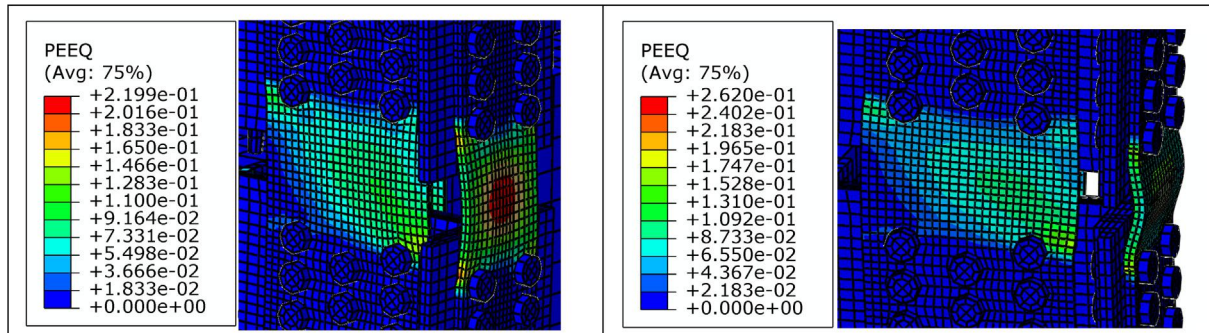 PEEQ
(Avg: 75%)
+2.199e-01
+2.016e-01
+1.833e-01
+1.650e-01
+1.466e-01
+1.283e-01
+1.100e-01
+9.164e-02
+7.331e-02
+5.498e-02
+3.666e-02
+1.833e-02
+0.000e+00
PEEQ
(Avg: 75%)
+2.620e-01
+2.402e-01
+2.183e-01
+1.965e-01
+1.747e-01
+1.528e-01
+1.310e-01
+1.092e-01
+8.733e-02
+6.550e-02
+4.367e-02
+2.183e-02
+0.000e+00